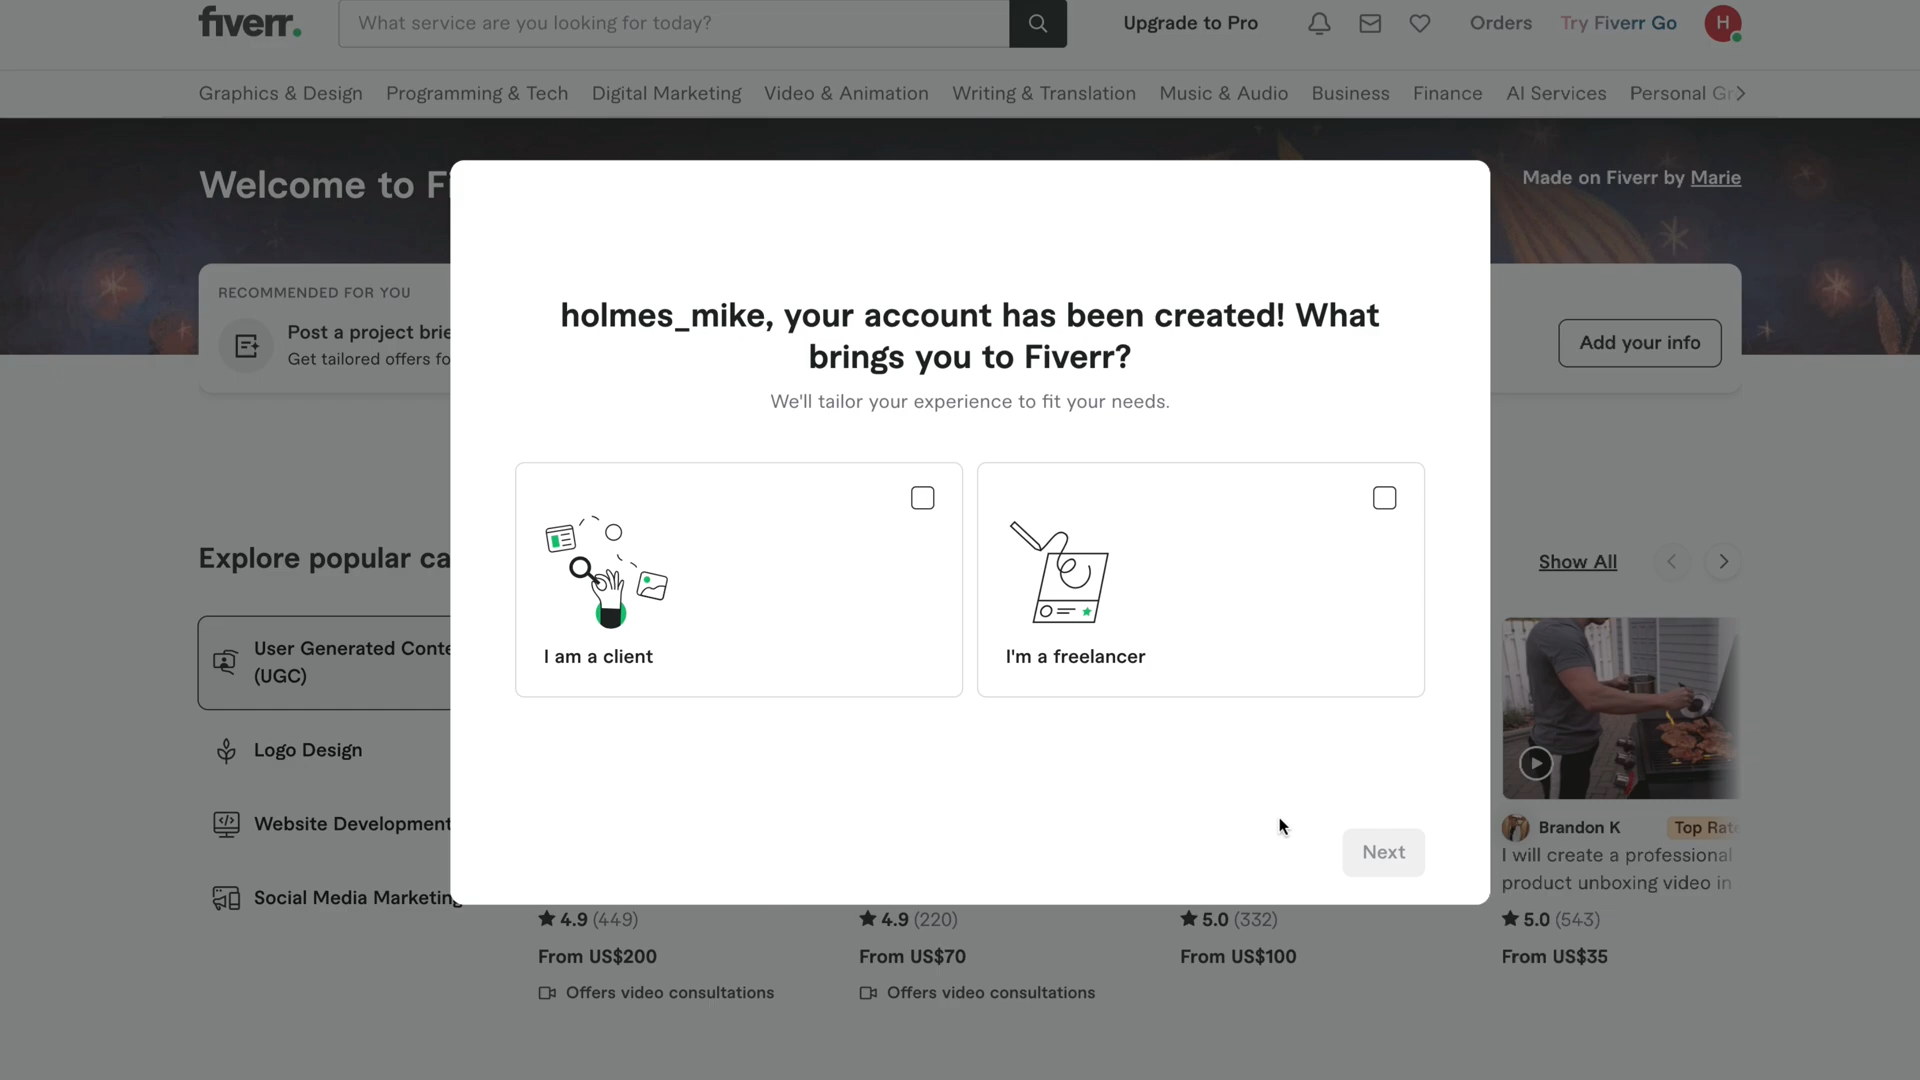 fiverr.
What service are you looking for today?
Upgrade to Pro
Orders
Try Fiverr Go
H
Graphics & Design
Programming & Tech
Digital Marketing
Video & Animation
Writing & Translation
Music & Audio
Business
Finance
AI Services
Personal Gr
Welcome to F
Made on Fiverr by Marie
RECOMMENDED FOR YOU
Post a project brie
Get tailored offers fo
Add your info
holmes_mike, your account has been created! What
brings you to Fiverr?
We'll tailor your experience to fit your needs.
I am a client
I'm a freelancer
Next
Explore popular ca
Show All
User Generated Conte
(UGC)
Logo Design
Website Development
Social Media Marketing
Brandon K
Top Rate
I will create a professional
product unboxing video in
4.9 (449)
From US$200
Offers video consultations
4.9 (220)
From US$70
Offers video consultations
5.0 (332)
From US$100
5.0 (543)
From US$35